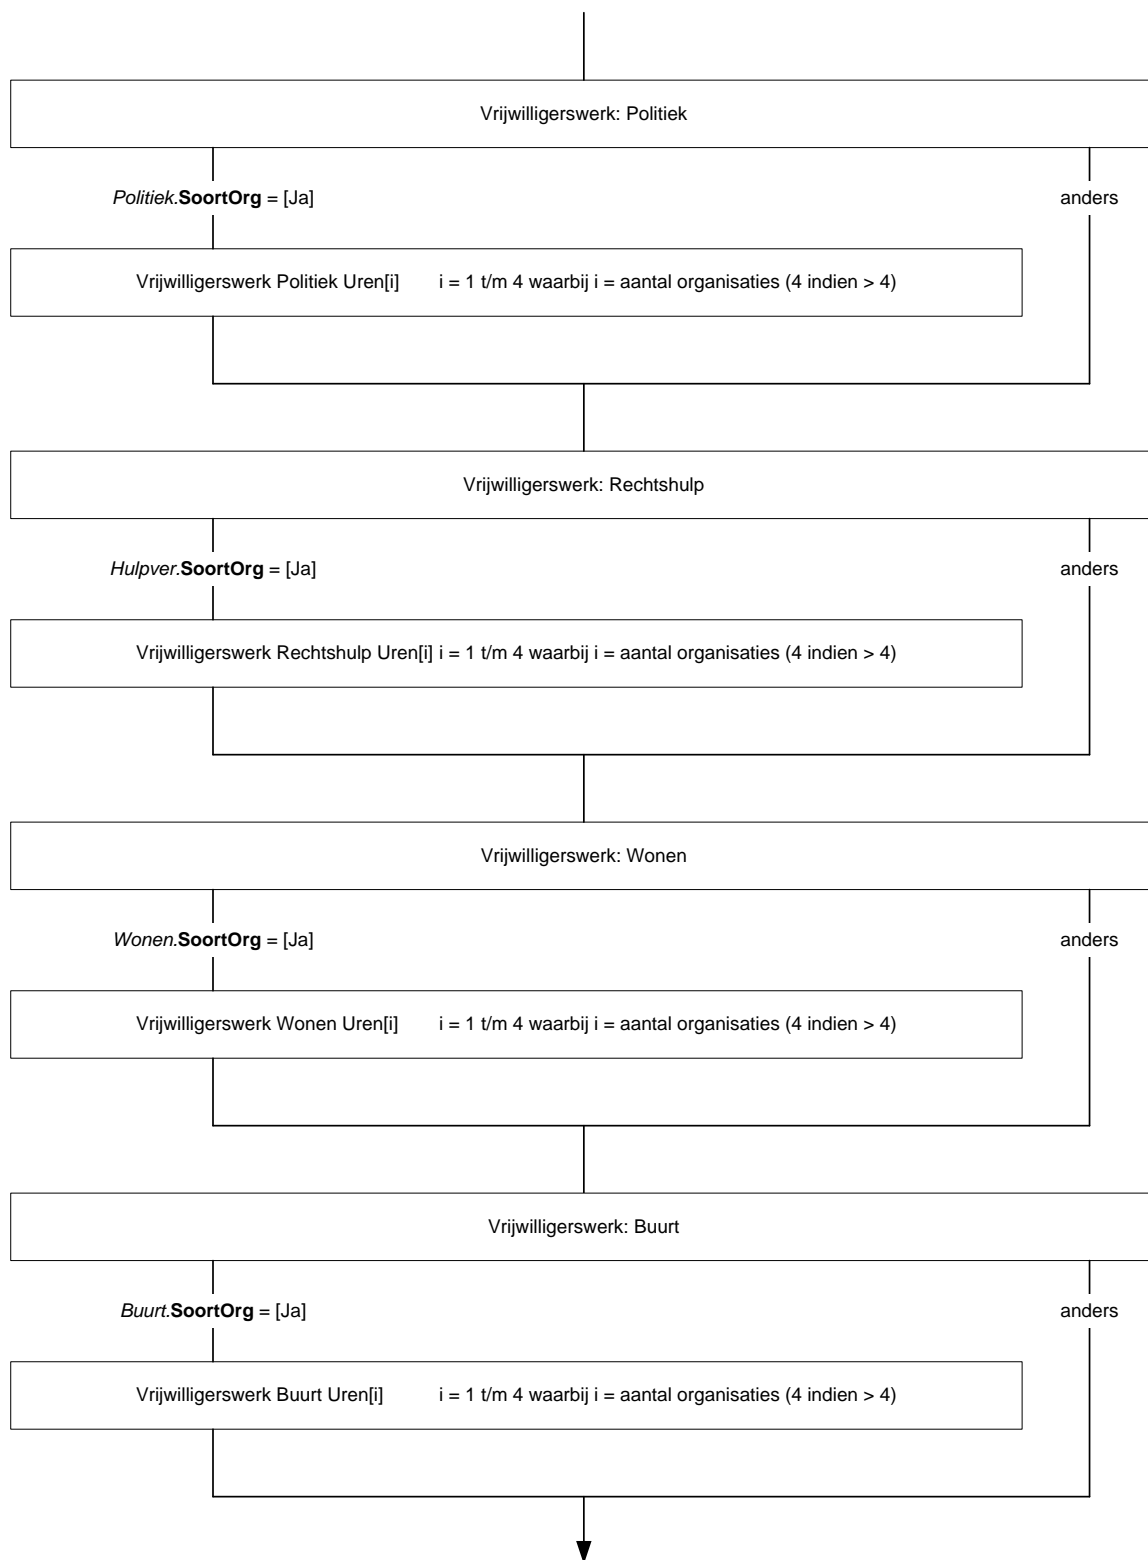 Vrijwilligerswerk: Politiek
Politiek.SoortOrg = [Ja] anders
Vrijwilligerswerk Politiek Uren[i] i = 1 t/m 4 waarbij i = aantal organisaties (4 indien > 4)
Vrijwilligerswerk: Rechtshulp
Hulpver.SoortOrg = [Ja] anders
Vrijwilligerswerk Rechtshulp Uren[i] i = 1 t/m 4 waarbij i = aantal organisaties (4 indien > 4)
Vrijwilligerswerk: Wonen
Wonen.SoortOrg = [Ja] anders
Vrijwilligerswerk Wonen Uren[i] i = 1 t/m 4 waarbij i = aantal organisaties (4 indien > 4)
Vrijwilligerswerk: Buurt
Buurt.SoortOrg = [Ja] anders
Vrijwilligerswerk Buurt Uren[i] i = 1 t/m 4 waarbij i = aantal organisaties (4 indien > 4)